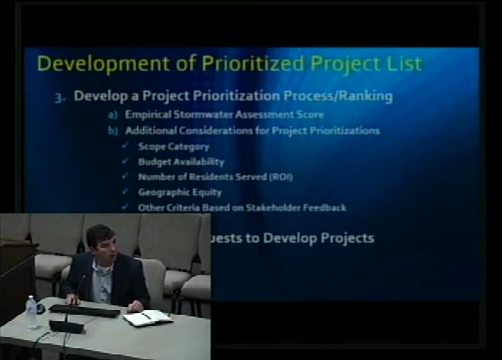 Development of Prioritized Project List
3. Develop a Project Prioritization Process/Ranking
a) Empirical Stormwater Assessment Score
b) Additional Considerations for Project Prioritizations
✓ Scope Category
✓ Budget Availability
✓ Number of Residents Served (ROI)
✓ Geographic Equity
✓ Other Criteria Based on Stakeholder Feedback
to Develop Projects